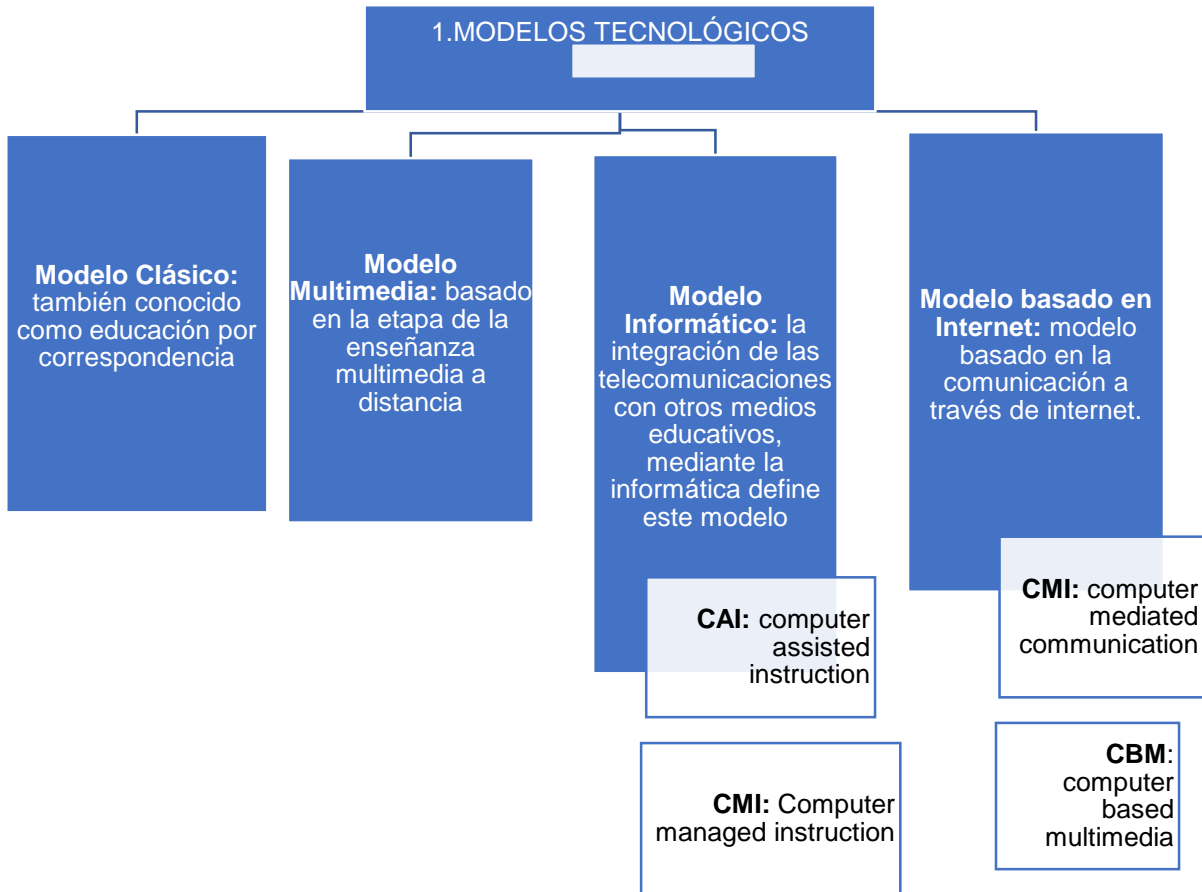 1.MODELOS TECNOLÓGICOS
Modelo Clásico:
también conocido
como educación por
correspondencia
Modelo
Multimedia: basado
en la etapa de la
enseñanza
multimedia a
distancia
Modelo
Informático: la
integración de las
telecomunicaciones
con otros medios
educativos,
mediante la
informática define
este modelo
CAI: computer
assisted
instruction
CMI: Computer
managed instruction
Modelo basado en
Internet: modelo
basado en la
comunicación a
través de internet.
CMI: computer
mediated
communication
CBM:
computer
based
multimedia